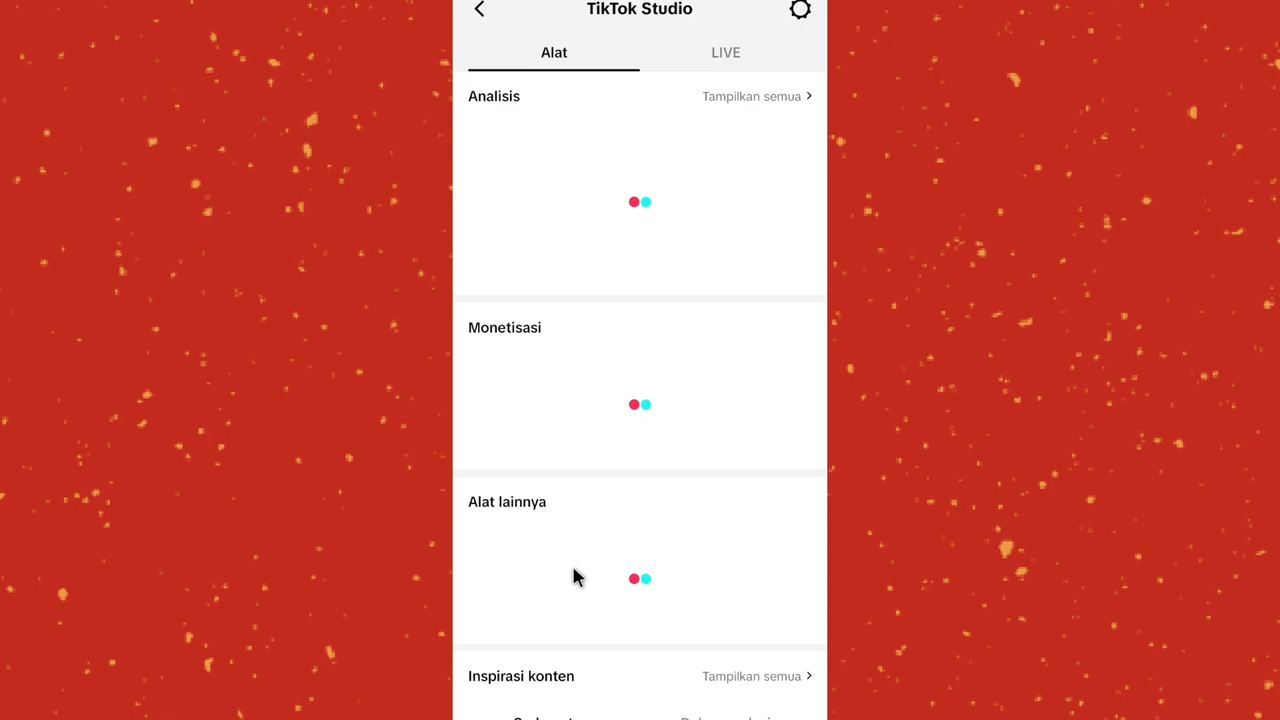 TikTok Studio
Alat
LIVE
Analisis
Tampilkan semua
Monetisasi
Alat lainnya
Inspirasi konten
Tampilkan semua